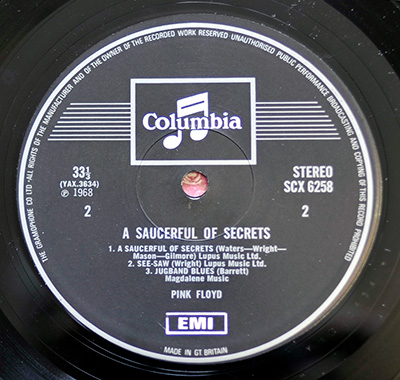 THE GRAMOPHONE CO LTD·ALL RIGHTS OF THE MANUFACTURER AND OF THE OWNER OF THE RECORDED WORK RESERVED UNAUTHORISED PUBLIC PERFORMANCE BROADCASTING AND COPYING OF THIS RECORD PROHIBITED
Columbia
33⅓
(YAX.3634)
℗ 1968
2
STEREO
SCX 6258
2
A SAUCERFUL OF SECRETS
1. A SAUCERFUL OF SECRETS (Waters—Wright—
Mason—Gilmore) Lupus Music Ltd.
2. SEE-SAW (Wright) Lupus Music Ltd.
3. JUGBAND BLUES (Barrett)
Magdalene Music
PINK FLOYD
EMI
MADE IN GT BRITAIN